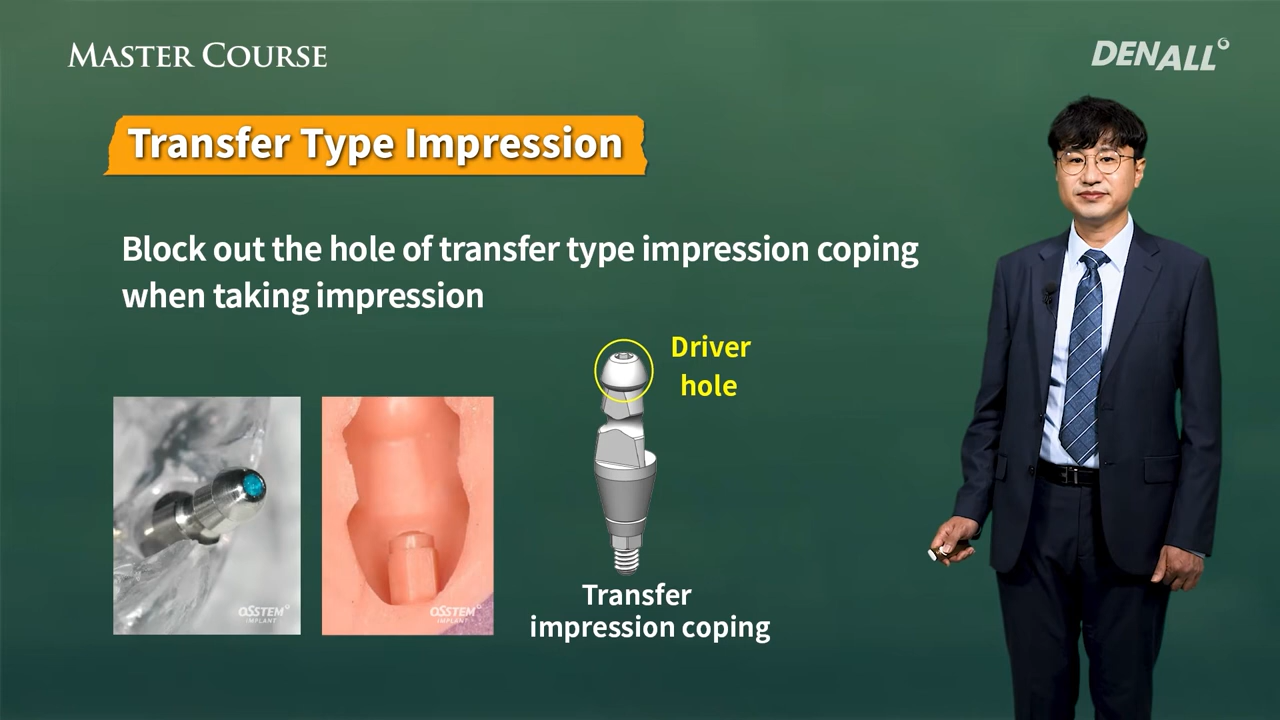 MASTER COURSE
DENALL
Transfer Type Impression
Block out the hole of transfer type impression coping
when taking impression
Driver
hole
OSSTEM
IMPLANT
OSSTEM
IMPLANT
Transfer
impression coping